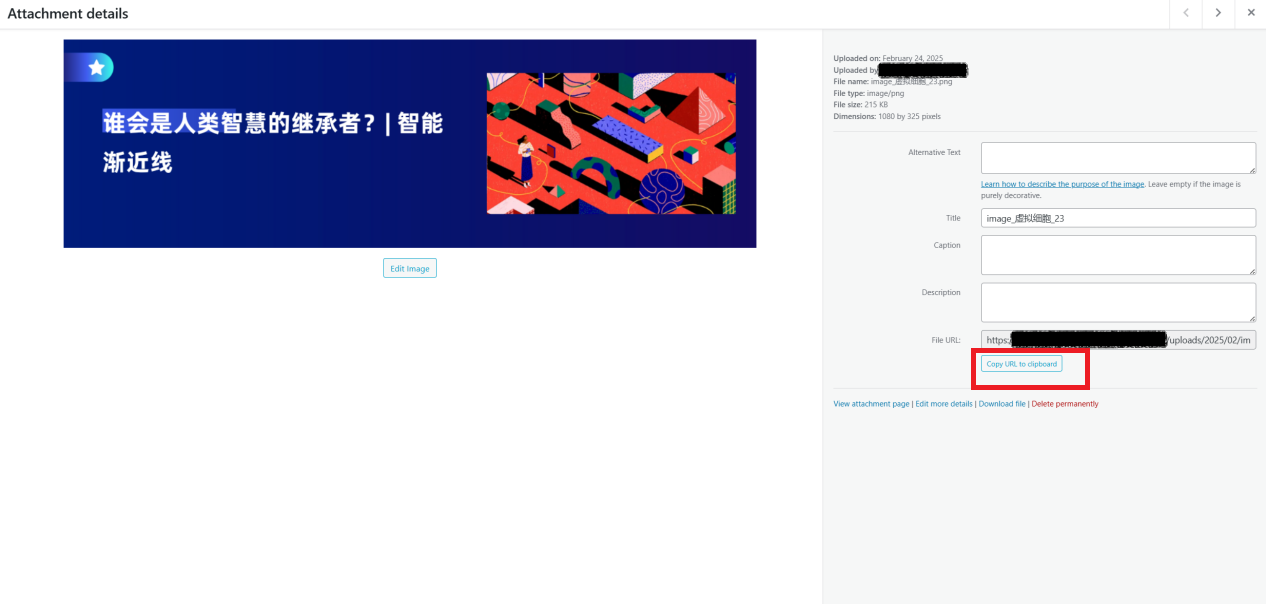 Attachment details
谁会是人类智慧的继承者？| 智能
渐近线
Edit Image
Uploaded on: February 24, 2025
Uploaded by
File name: image_虚拟细胞_23.png
File type: image/png
File size: 215 KB
Dimensions: 1080 by 325 pixels
Alternative Text
Learn how to describe the purpose of the image. Leave empty if the image is
purely decorative.
Title
image_虚拟细胞_23
Caption
Description
File URL:
https:/ /uploads/2025/02/im
Copy URL to clipboard
View attachment page | Edit more details | Download file | Delete permanently